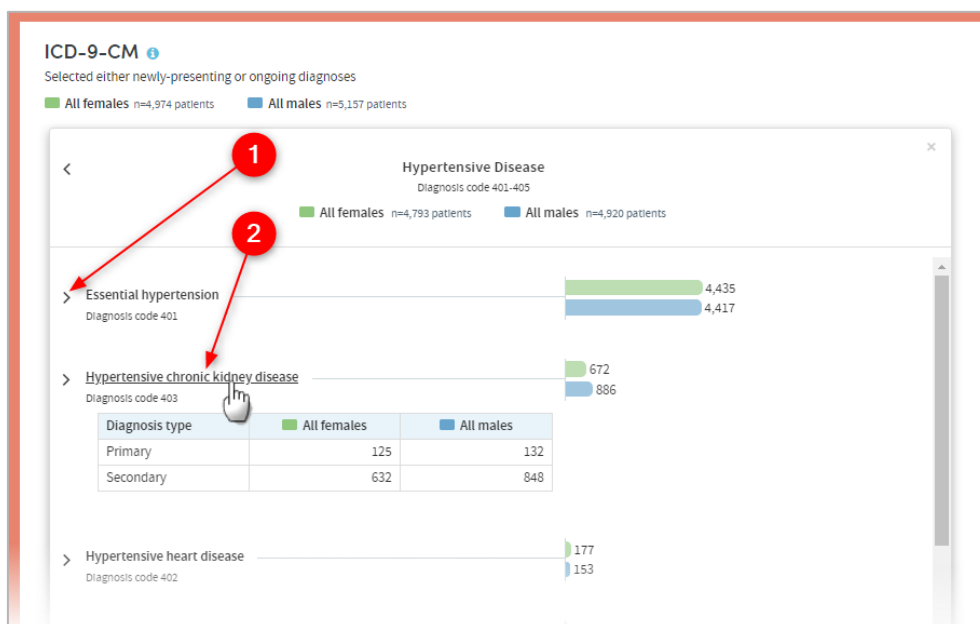 ICD-9-CM
Selected either newly-presenting or ongoing diagnoses
All females n=4,974 patients All males n=5,157 patients
1
Hypertensive Disease
Diagnosis code 401-405
All females n=4,793 patients All males n=4,920 patients
2
Essential hypertension 4,435
Diagnosis code 401 4,417
Hypertensive chronic kidney disease 672
Diagnosis code 403 886
Diagnosis type All females All males
Primary 125 132
Secondary 632 848
Hypertensive heart disease 177
Diagnosis code 402 153